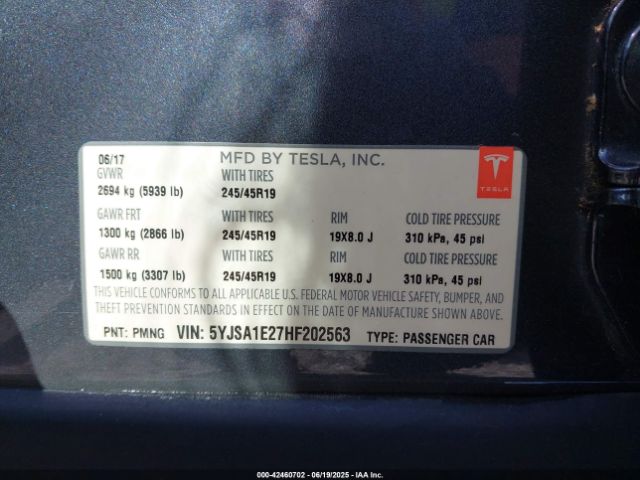 06/17 MFD BY TESLA, INC.
GVWR WITH TIRES
2694 kg (5939 lb) 245/45R19
TESLA
GAWR FRT WITH TIRES RIM COLD TIRE PRESSURE
1300 kg (2866 lb) 245/45R19 19X8.0 J 310 kPa, 45 psi
GAWR RR WITH TIRES RIM COLD TIRE PRESSURE
1500 kg (3307 lb) 245/45R19 19X8.0 J 310 kPa, 45 psi
THIS VEHICLE CONFORMS TO ALL APPLICABLE U.S. FEDERAL MOTOR VEHICLE SAFETY, BUMPER, AND
THEFT PREVENTION STANDARDS IN EFFECT ON THE DATE OF MANUFACTURE SHOWN ABOVE.
PNT: PMNG VIN: 5YJSA1E27HF202563 TYPE: PASSENGER CAR
000-42460702 - 06/19/2025 - IAA Inc.